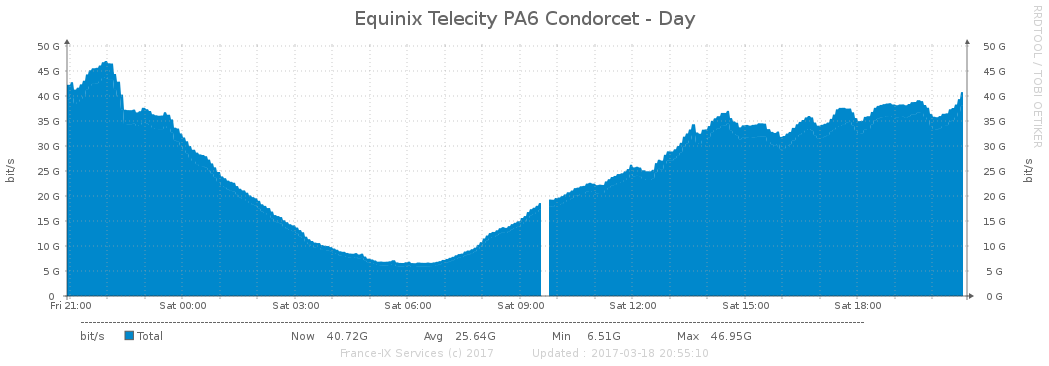 Equinix Telecity PA6 Condorcet - Day
RRDTOOL / TOBI OETIKER
50 G 50 G
45 G 45 G
40 G 40 G
35 G 35 G
30 G 30 G
25 G 25 G
20 G 20 G
15 G 15 G
10 G 10 G
5 G 5 G
0 0 G
bit/s bit/s
Fri 21:00 Sat 00:00 Sat 03:00 Sat 06:00 Sat 09:00 Sat 12:00 Sat 15:00 Sat 18:00
bit/s Total Now 40.72G Avg 25.64G Min 6.51G Max 46.95G
France-IX Services (c) 2017 Updated : 2017-03-18 20:55:10